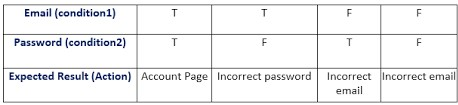 Email (condition1) T T F F
Password (condition2) T F T F
Expected Result (Action) Account Page Incorrect password Incorrect email Incorrect email